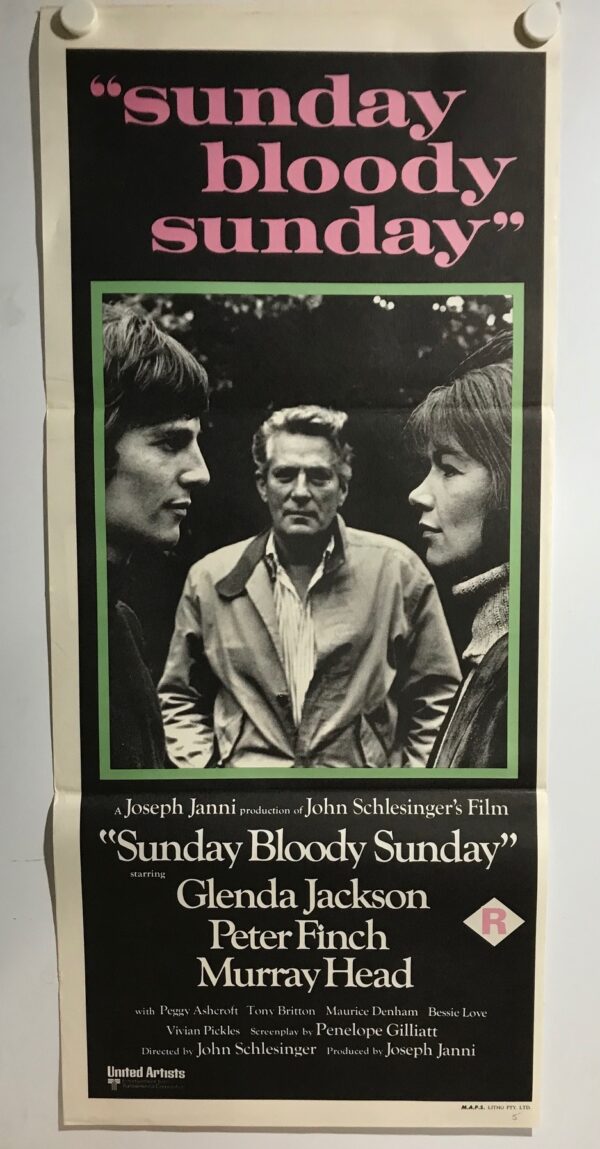 “sunday
bloody
sunday”
A Joseph Janni production of John Schlesinger's Film
“Sunday Bloody Sunday”
starring
Glenda Jackson
Peter Finch
Murray Head
R
with Peggy Ashcroft Tony Britton Maurice Denham Bessie Love
Vivian Pickles Screenplay by Penelope Gilliatt
Directed by John Schlesinger Produced by Joseph Janni
United Artists
M.A.P.S. LITHO PTY. LTD.
5